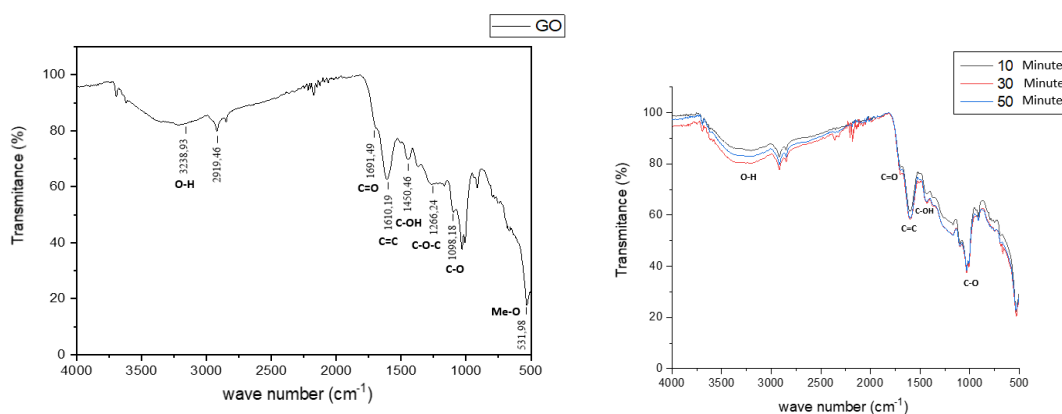 GO
100
80
60
40
20
0
Transmitance (%)
3238,93
O-H
2919,46
1691,49
C=O
1610,19
C=C
1450,46
C-OH
1266,24
C-O-C
1098,18
C-O
Me-O
531,98
4000 3500 3000 2500 2000 1500 1000 500
wave number (cm⁻¹)
10 Minute
30 Minute
50 Minute
100
80
60
40
20
0
Transmitance (%)
O-H
C=O
C=C
C-OH
C-O
4000 3500 3000 2500 2000 1500 1000 500
wave number (cm⁻¹)